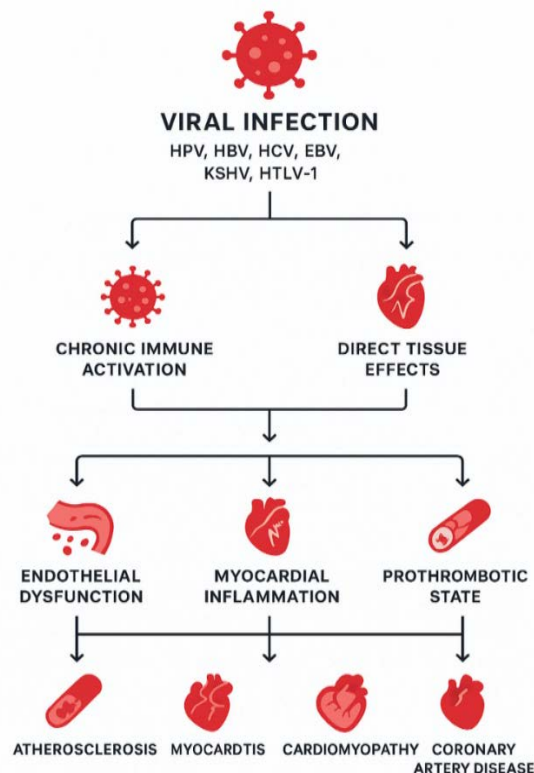 VIRAL INFECTION
HPV, HBV, HCV, EBV,
KSHV, HTLV-1
CHRONIC IMMUNE
ACTIVATION
DIRECT TISSUE
EFFECTS
ENDOTHELIAL
DYSFUNCTION
MYOCARDIAL
INFLAMMATION
PROTHROMBOTIC
STATE
ATHEROSCLEROSIS
MYOCARDTIS
CARDIOMYOPATHY
CORONARY
ARTERY DISEASE